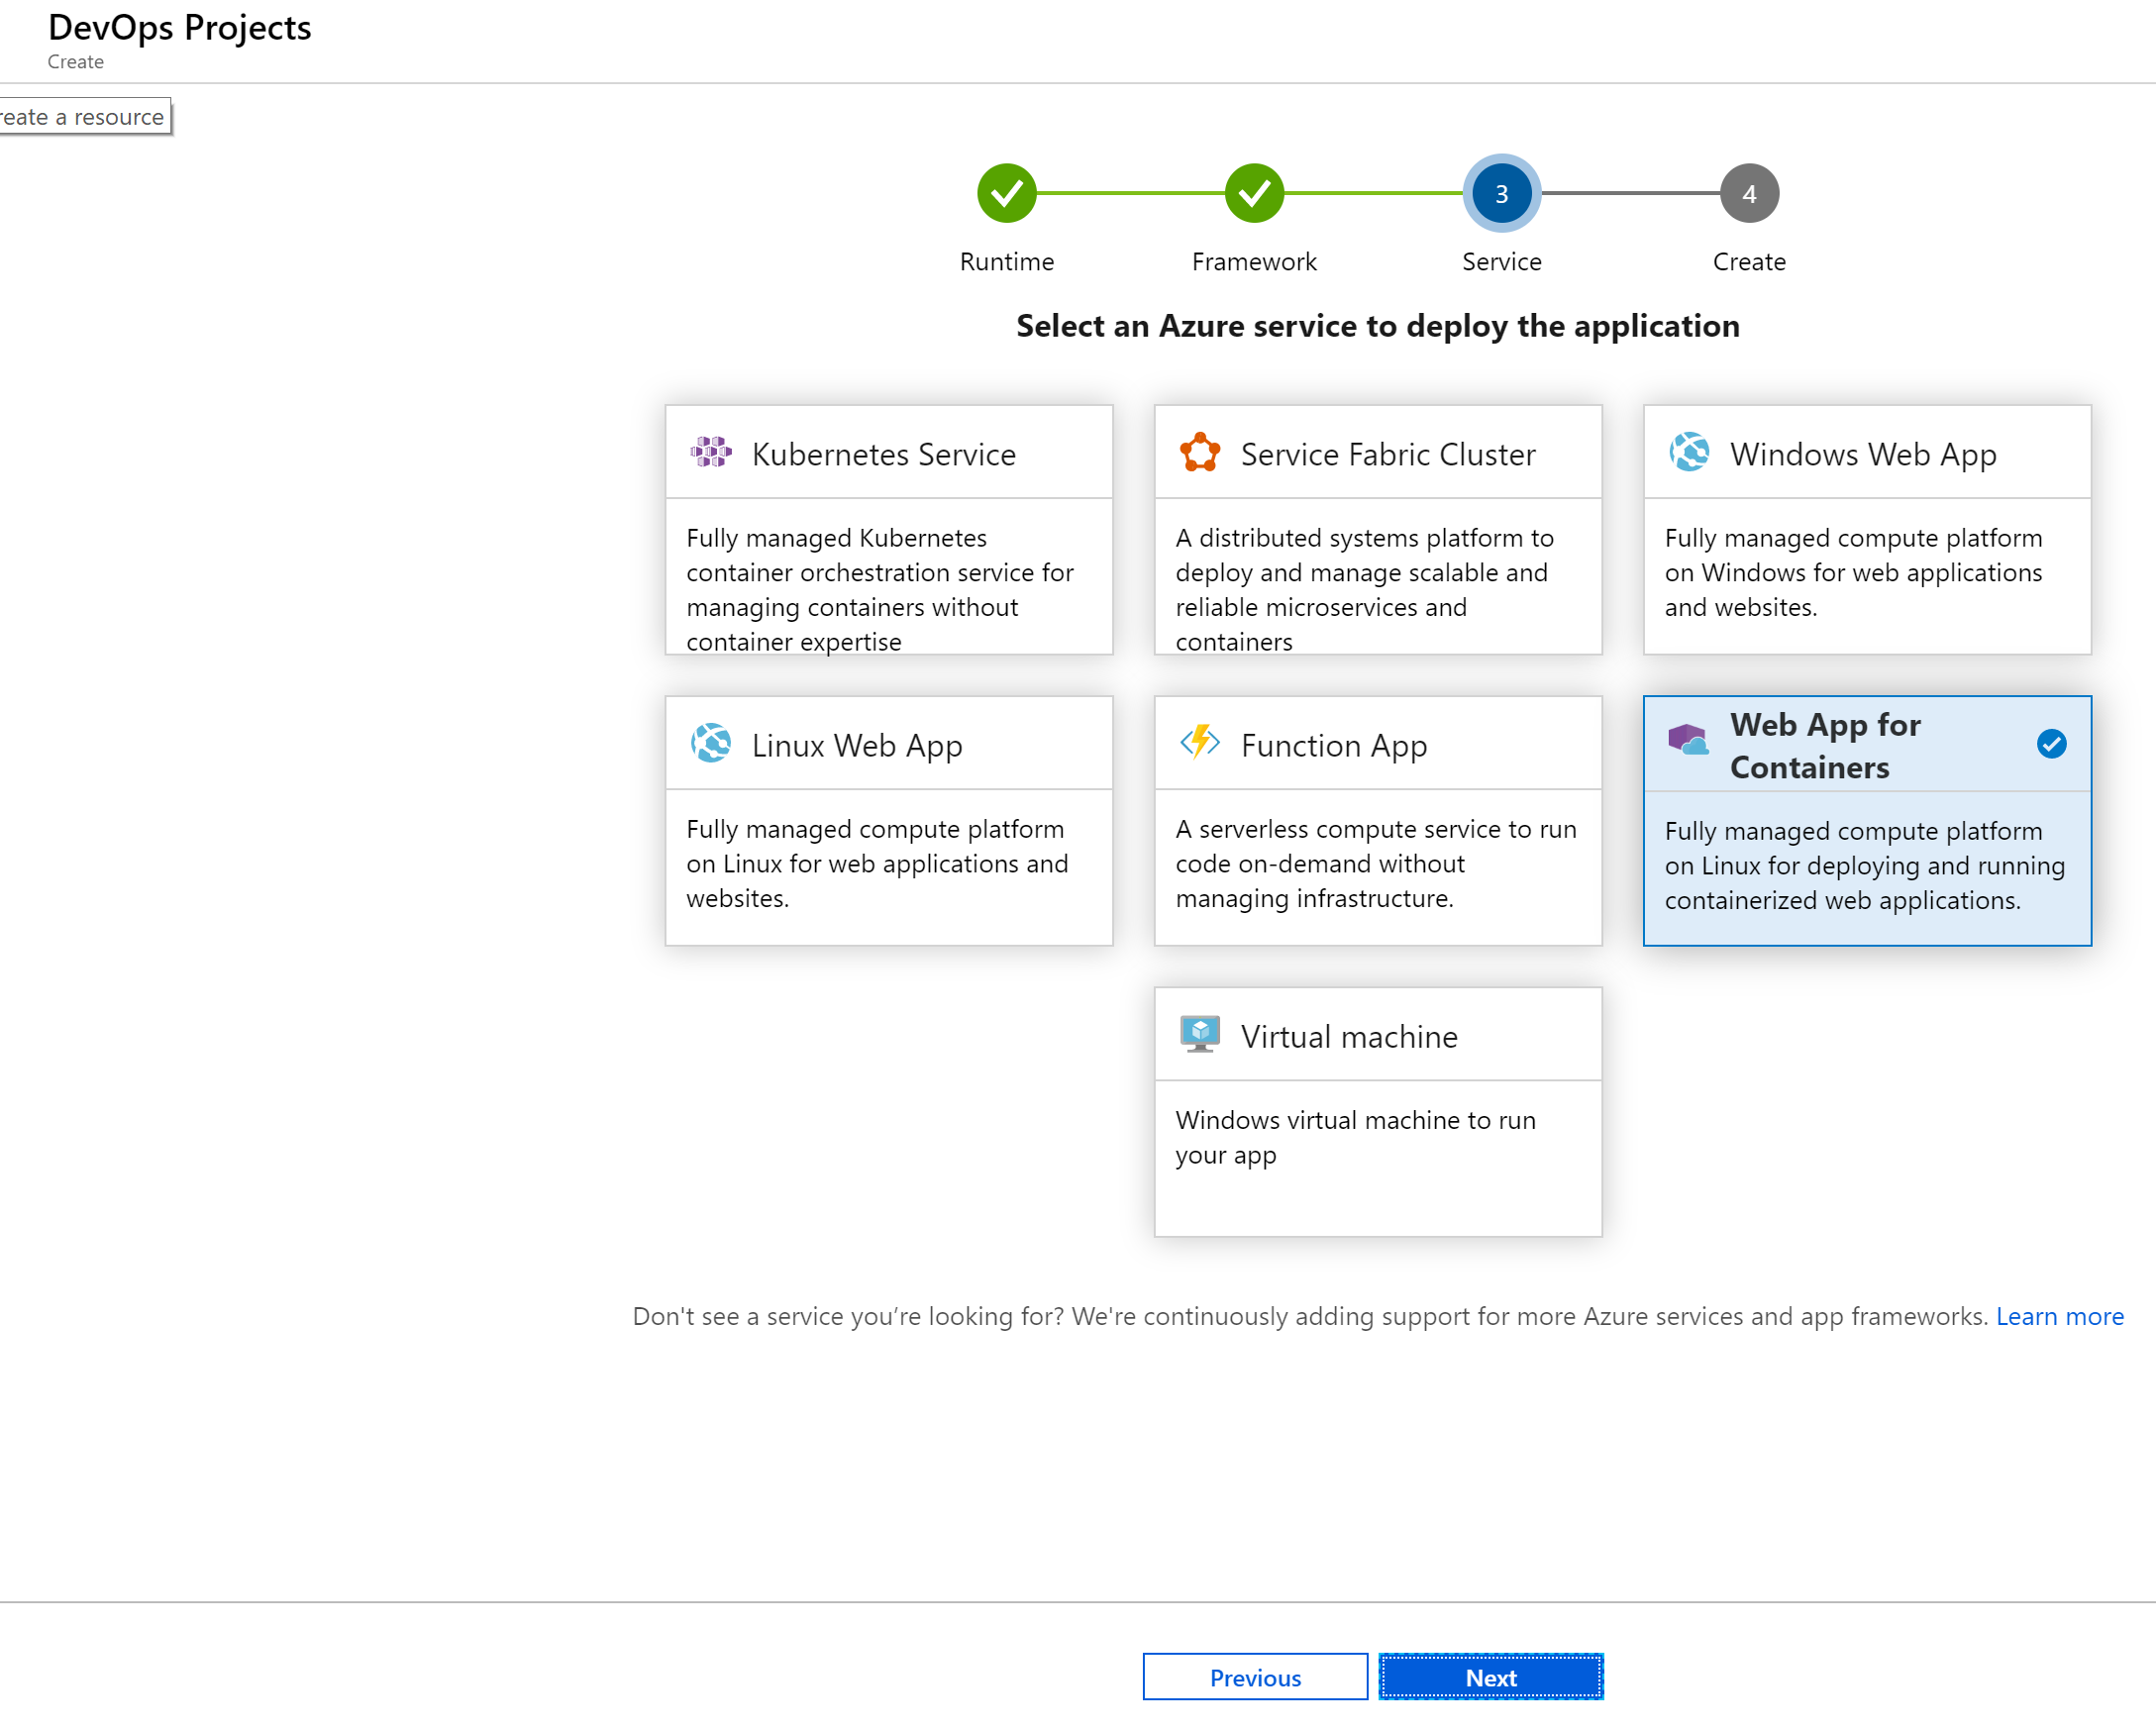 DevOps Projects
Create
reate a resource
3
4
Runtime
Framework
Service
Create
Select an Azure service to deploy the application
Kubernetes Service
Fully managed Kubernetes
container orchestration service for
managing containers without
container expertise
Service Fabric Cluster
A distributed systems platform to
deploy and manage scalable and
reliable microservices and
containers
Windows Web App
Fully managed compute platform
on Windows for web applications
and websites.
Linux Web App
Fully managed compute platform
on Linux for web applications and
websites.
Function App
A serverless compute service to run
code on-demand without
managing infrastructure.
Web App for
Containers
Fully managed compute platform
on Linux for deploying and running
containerized web applications.
Virtual machine
Windows virtual machine to run
your app
Don't see a service you’re looking for? We're continuously adding support for more Azure services and app frameworks. Learn more
Previous
Next